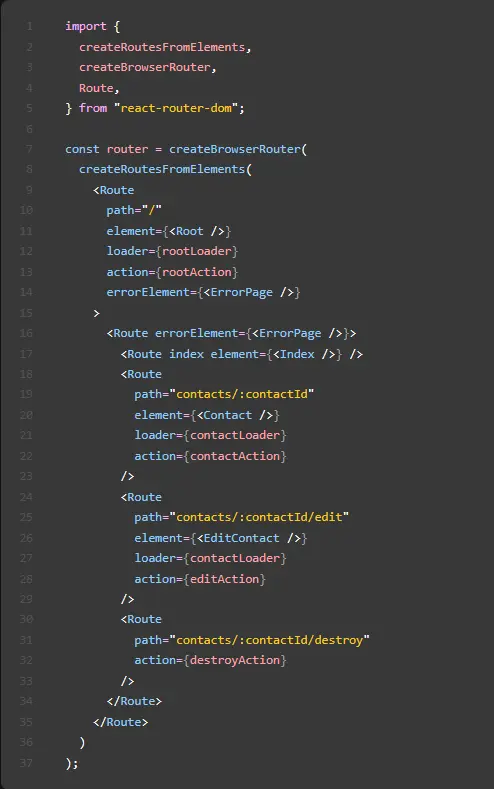 1 import {
2   createRoutesFromElements,
3   createBrowserRouter,
4   Route,
5 } from "react-router-dom";
6
7 const router = createBrowserRouter(
8   createRoutesFromElements(
9     <Route
10       path="/"
11       element={<Root />}
12       loader={rootLoader}
13       action={rootAction}
14       errorElement={<ErrorPage />}
15     >
16       <Route errorElement={<ErrorPage />}>
17         <Route index element={<Index />} />
18         <Route
19           path="contacts/:contactId"
20           element={<Contact />}
21           loader={contactLoader}
22           action={contactAction}
23         />
24         <Route
25           path="contacts/:contactId/edit"
26           element={<EditContact />}
27           loader={contactLoader}
28           action={editAction}
29         />
30         <Route
31           path="contacts/:contactId/destroy"
32           action={destroyAction}
33         />
34       </Route>
35     </Route>
36   )
37 );